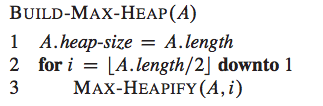 BUILD-MAX-HEAP(A)
1 A.heap-size = A.length
2 for i = ⌊A.length/2⌋ downto 1
3 MAX-HEAPIFY(A, i)